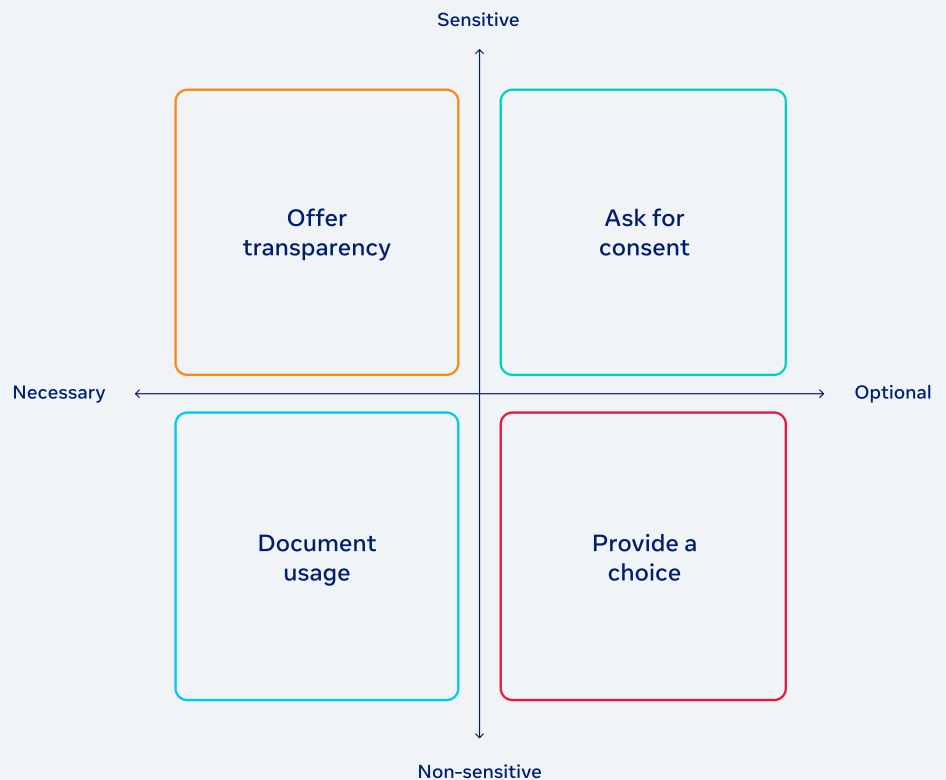 Sensitive
Offer
transparency
Ask for
consent
Necessary
Optional
Document
usage
Provide a
choice
Non-sensitive